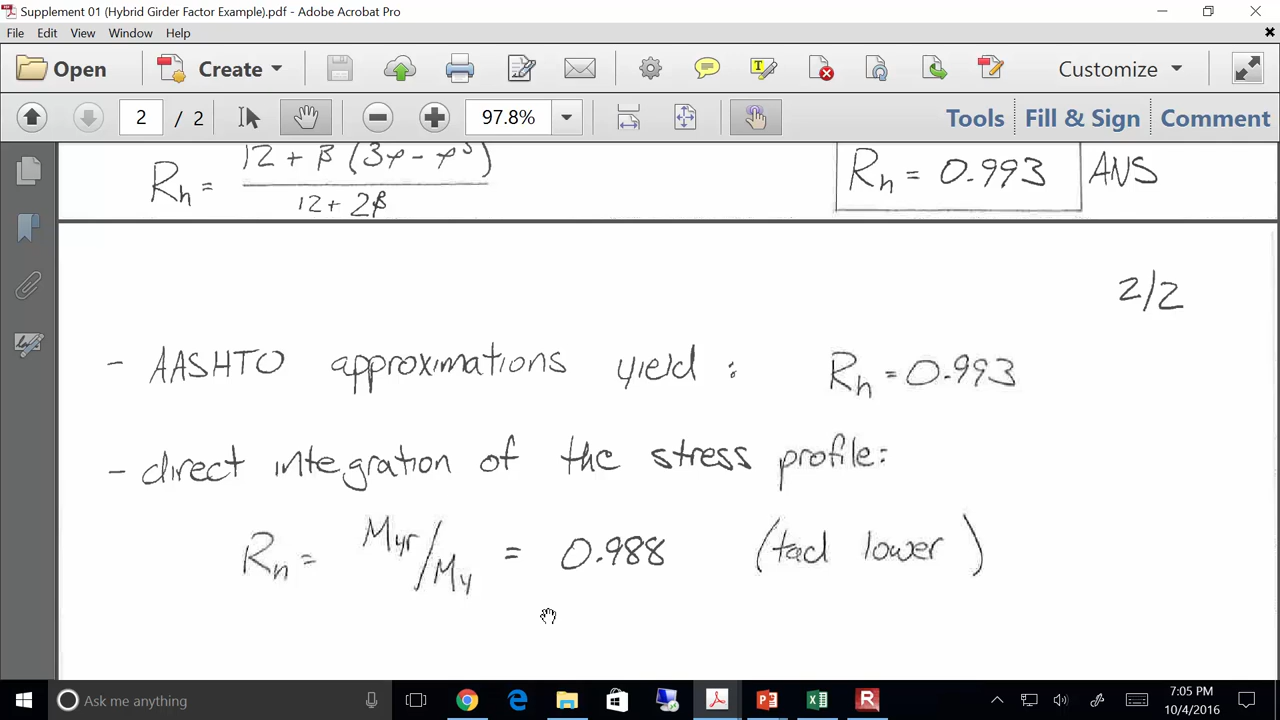 Supplement 01 (Hybrid Girder Factor Example).pdf - Adobe Acrobat Pro
File Edit View Window Help
Open Create Customize
2 / 2 97.8% Tools Fill & Sign Comment
Rh = 12 + β (3ρ - ρ³) / 12 + 2β
Rh = 0.993 ANS
2/2
- AASHTO approximations yield : Rh = 0.993
- direct integration of the stress profile:
Rh = Myr/My = 0.988 (tad lower)
Ask me anything
7:05 PM
10/4/2016